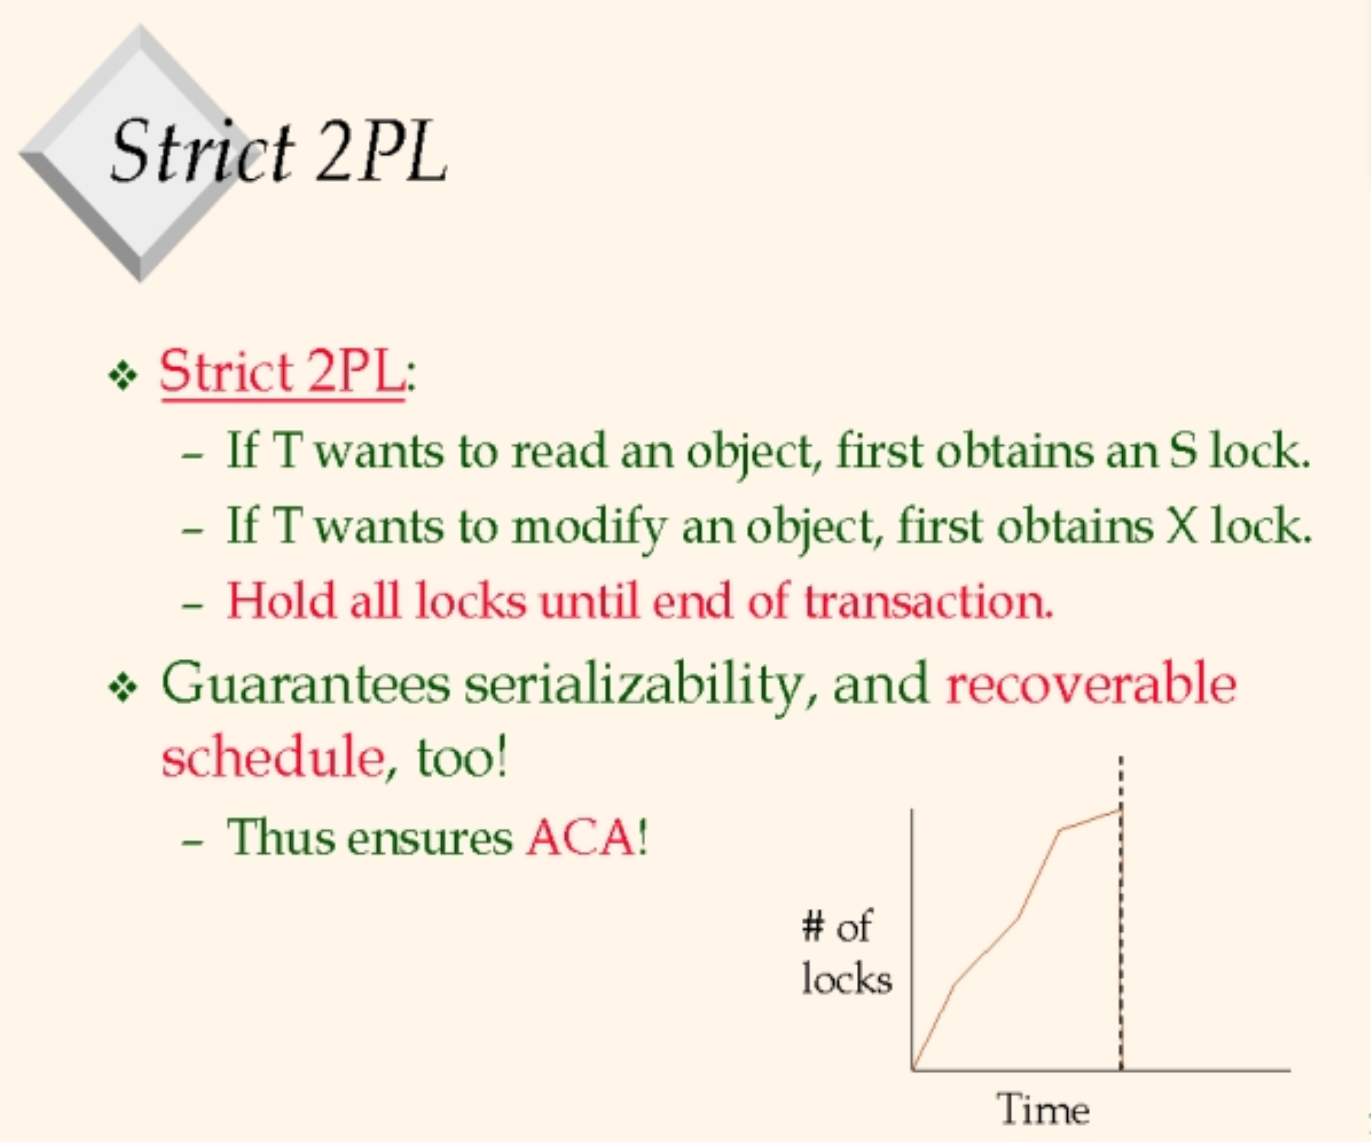 Strict 2PL
❖ Strict 2PL:
– If T wants to read an object, first obtains an S lock.
– If T wants to modify an object, first obtains X lock.
– Hold all locks until end of transaction.
❖ Guarantees serializability, and recoverable
schedule, too!
– Thus ensures ACA!
# of
locks
Time